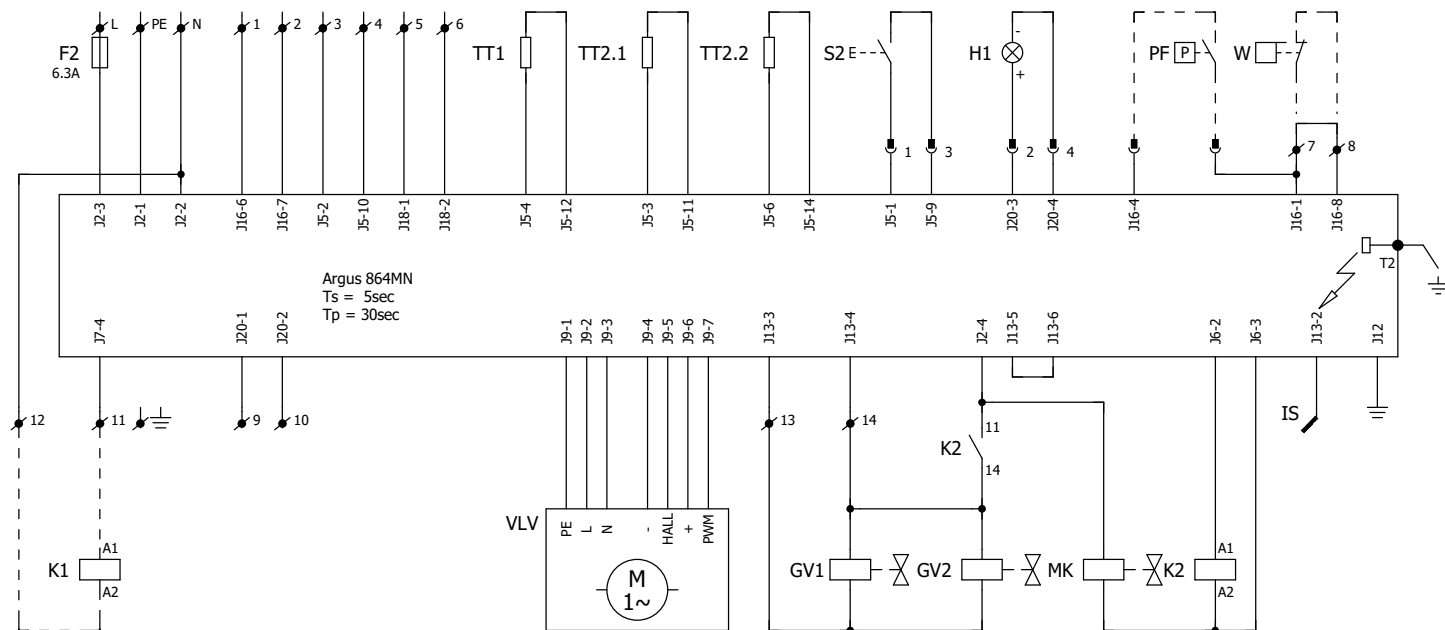 L PE N 1 2 3 4 5 6
F2 TT1 TT2.1 TT2.2 S2 E H1 - + PF P W
6.3A
1 3 2 4 7 8
J2-3 J2-1 J2-2 J16-6 J16-7 J5-2 J5-10 J18-1 J18-2 J5-4 J5-12 J5-3 J5-11 J5-6 J5-14 J5-1 J5-9 J20-3 J20-4 J16-4 J16-1 J16-8
T2
Argus 864MN
Ts = 5sec
Tp = 30sec
J7-4 J20-1 J20-2 J9-1 J9-2 J9-3 J9-4 J9-5 J9-6 J9-7 J13-3 J13-4 J2-4 J13-5 J13-6 J6-2 J6-3 J13-2 J12
12 11 9 10 13 14 11 IS
K2
14
VLV PE L N - HALL + PWM
A1 A1
K1 M GV1 GV2 MK K2
1~
A2 A2